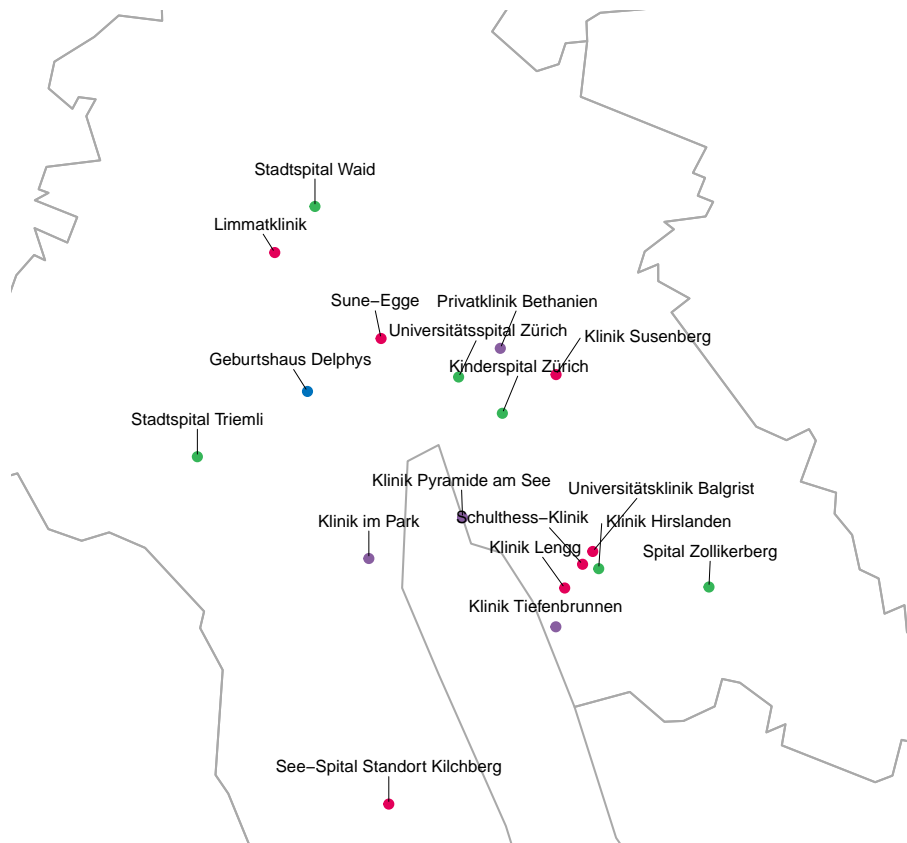 Stadtspital Waid
Limmatklinik
Sune−Egge
Privatklinik Bethanien
Universitätsspital Zürich
Klinik Susenberg
Geburtshaus Delphys
Kinderspital Zürich
Stadtspital Triemli
Klinik Pyramide am See
Universitätsklinik Balgrist
Klinik im Park
Schulthess−Klinik
Klinik Hirslanden
Klinik Lengg
Spital Zollikerberg
Klinik Tiefenbrunnen
See−Spital Standort Kilchberg